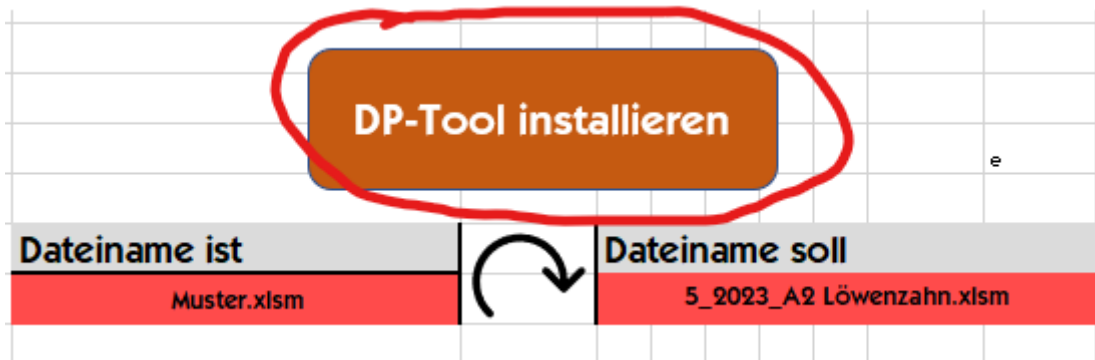 DP-Tool installieren
e
Dateiname ist
Dateiname soll
Muster.xlsm
5_2023_A2 Löwenzahn.xlsm